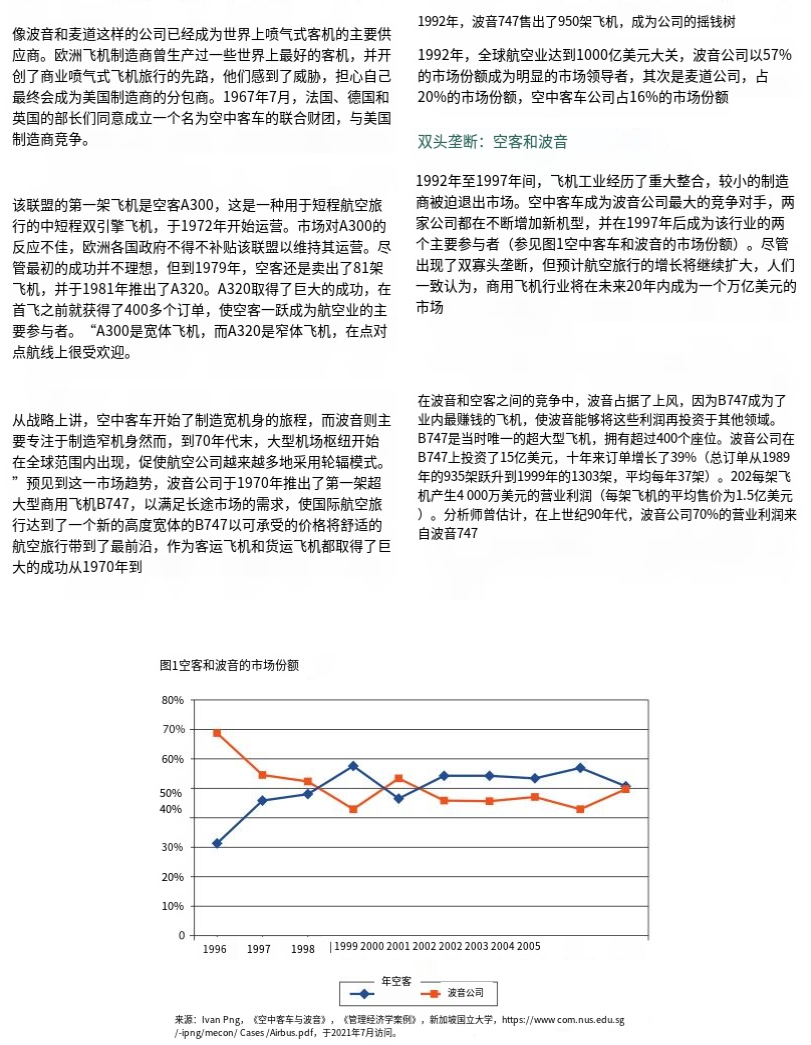 像波音和麦道这样的公司已经成为世界上喷气式客机的主要供
应商。欧洲飞机制造商曾生产过一些世界上最好的客机，并开
创了商业喷气式飞机旅行的先路，他们感到了威胁，担心自己
最终会成为美国制造商的分包商。1967年7月，法国、德国和
英国的部长们同意成立一个名为空中客车的联合财团，与美国
制造商竞争。
该联盟的第一架飞机是空客A300，这是一种用于短程航空旅
行的中短程双引擎飞机，于1972年开始运营。市场对A300的
反应不佳，欧洲各国政府不得不补贴该联盟以维持其运营。尽
管最初的成功并不理想，但到1979年，空客还是卖出了81架
飞机，并于1981年推出了A320。A320取得了巨大的成功，在
首飞之前就获得了400多个订单，使空客一跃成为航空业的主
要参与者。“A300是宽体飞机，而A320是窄体飞机，在点对
点航线上很受欢迎。
从战略上讲，空中客车开始了制造宽机身的旅程，而波音则主
要专注于制造窄机身然而，到70年代末，大型机场枢纽开始
在全球范围内出现，促使航空公司越来越多地采用轮辐模式。
”预见到这一市场趋势，波音公司于1970年推出了第一架超
大型商用飞机B747，以满足长途市场的需求，使国际航空旅
行达到了一个新的高度宽体的B747以可承受的价格将舒适的
航空旅行带到了最前沿，作为客运飞机和货运飞机都取得了巨
大的成功从1970年到
1992年，波音747售出了950架飞机，成为公司的摇钱树
1992年，全球航空业达到1000亿美元大关，波音公司以57%
的市场份额成为明显的市场领导者，其次是麦道公司，占
20%的市场份额，空中客车公司占16%的市场份额
双头垄断：空客和波音
1992年至1997年间，飞机工业经历了重大整合，较小的制造
商被迫退出市场。空中客车成为波音公司最大的竞争对手，两
家公司都在不断增加新机型，并在1997年后成为该行业的两
个主要参与者（参见图1空中客车和波音的市场份额）。尽管
出现了双寡头垄断，但预计航空旅行的增长将继续扩大，人们
一致认为，商用飞机行业将在未来20年内成为一个万亿美元的
市场
在波音和空客之间的竞争中，波音占据了上风，因为B747成为了
业内最赚钱的飞机，使波音能够将这些利润再投资于其他领域。
B747是当时唯一的超大型飞机，拥有超过400个座位。波音公司在
B747上投资了15亿美元，十年来订单增长了39%（总订单从1989
年的935架跃升到1999年的1303架，平均每年37架）。202每架飞
机产生4 000万美元的营业利润（每架飞机的平均售价为1.5亿美元
）。分析师曾估计，在上世纪90年代，波音公司70%的营业利润来
自波音747
图1空客和波音的市场份额
80%
70%
60%
50%
40%
30%
20%
10%
0
1996 1997 1998 |1999 2000 2001 2002 2002 2003 2004 2005
年空客
波音公司
来源：Ivan Png，《空中客车与波音》，《管理经济学案例》，新加坡国立大学，https://www com.nus.edu.sg
/-ipng/mecon/ Cases /Airbus.pdf，于2021年7月访问。